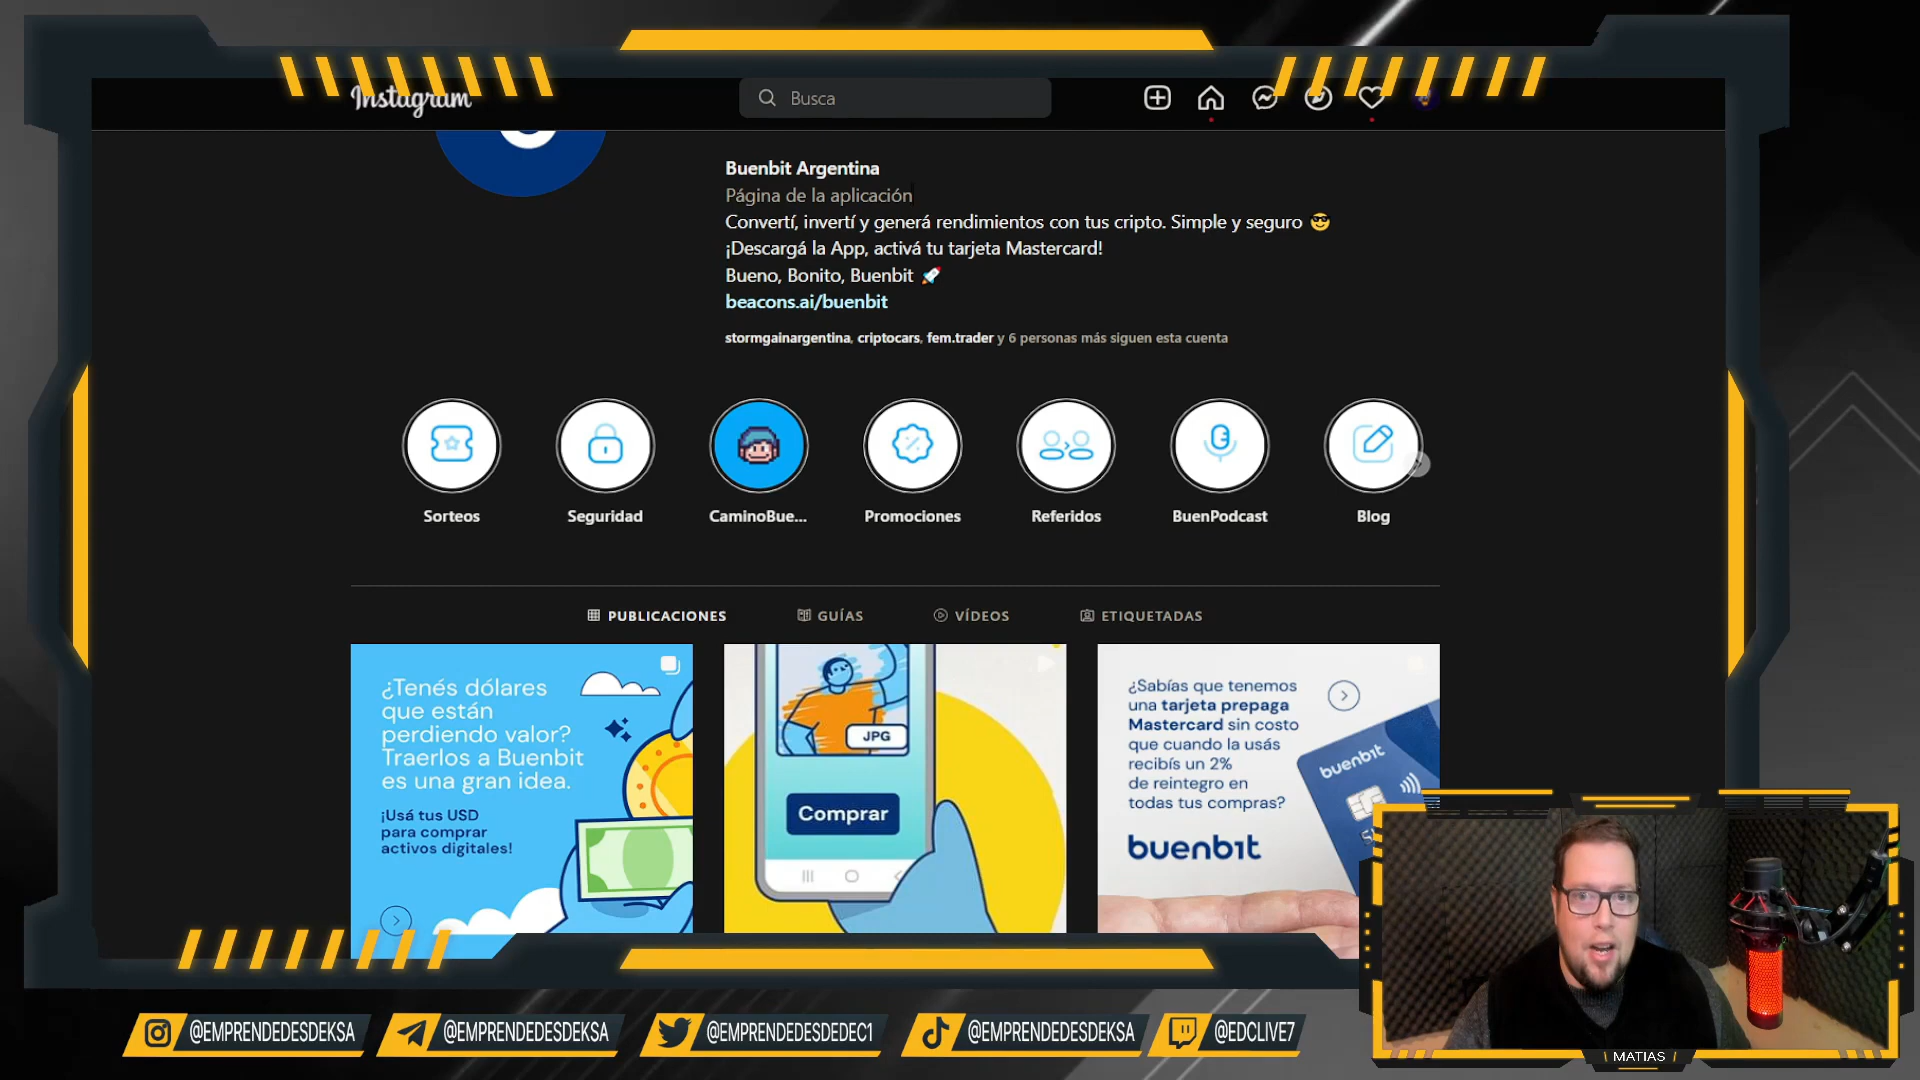 Instagram
Busca
Buenbit Argentina
Página de la aplicación
Convertí, invertí y generá rendimientos con tus cripto. Simple y seguro 😎
¡Descargá la App, activá tu tarjeta Mastercard!
Bueno, Bonito, Buenbit 🚀
beacons.ai/buenbit
stormgainargentina, criptocars, fem.trader y 6 personas más siguen esta cuenta
Sorteos
Seguridad
CaminoBue...
Promociones
Referidos
BuenPodcast
Blog
PUBLICACIONES
GUÍAS
VÍDEOS
ETIQUETADAS
¿Tenés dólares
que están
perdiendo valor?
Traerlos a Buenbit
es una gran idea.
¡Usá tus USD
para comprar
activos digitales!
JPG
Comprar
¿Sabías que tenemos
una tarjeta prepaga
Mastercard sin costo
que cuando la usás
recibís un 2%
de reintegro en
todas tus compras?
buenbit
buenbit
@EMPRENDEDESDEKSA
@EMPRENDEDESDEKSA
@EMPRENDEDESDEDEC1
@EMPRENDEDESDEKSA
@EDCLIVE7
MATIAS